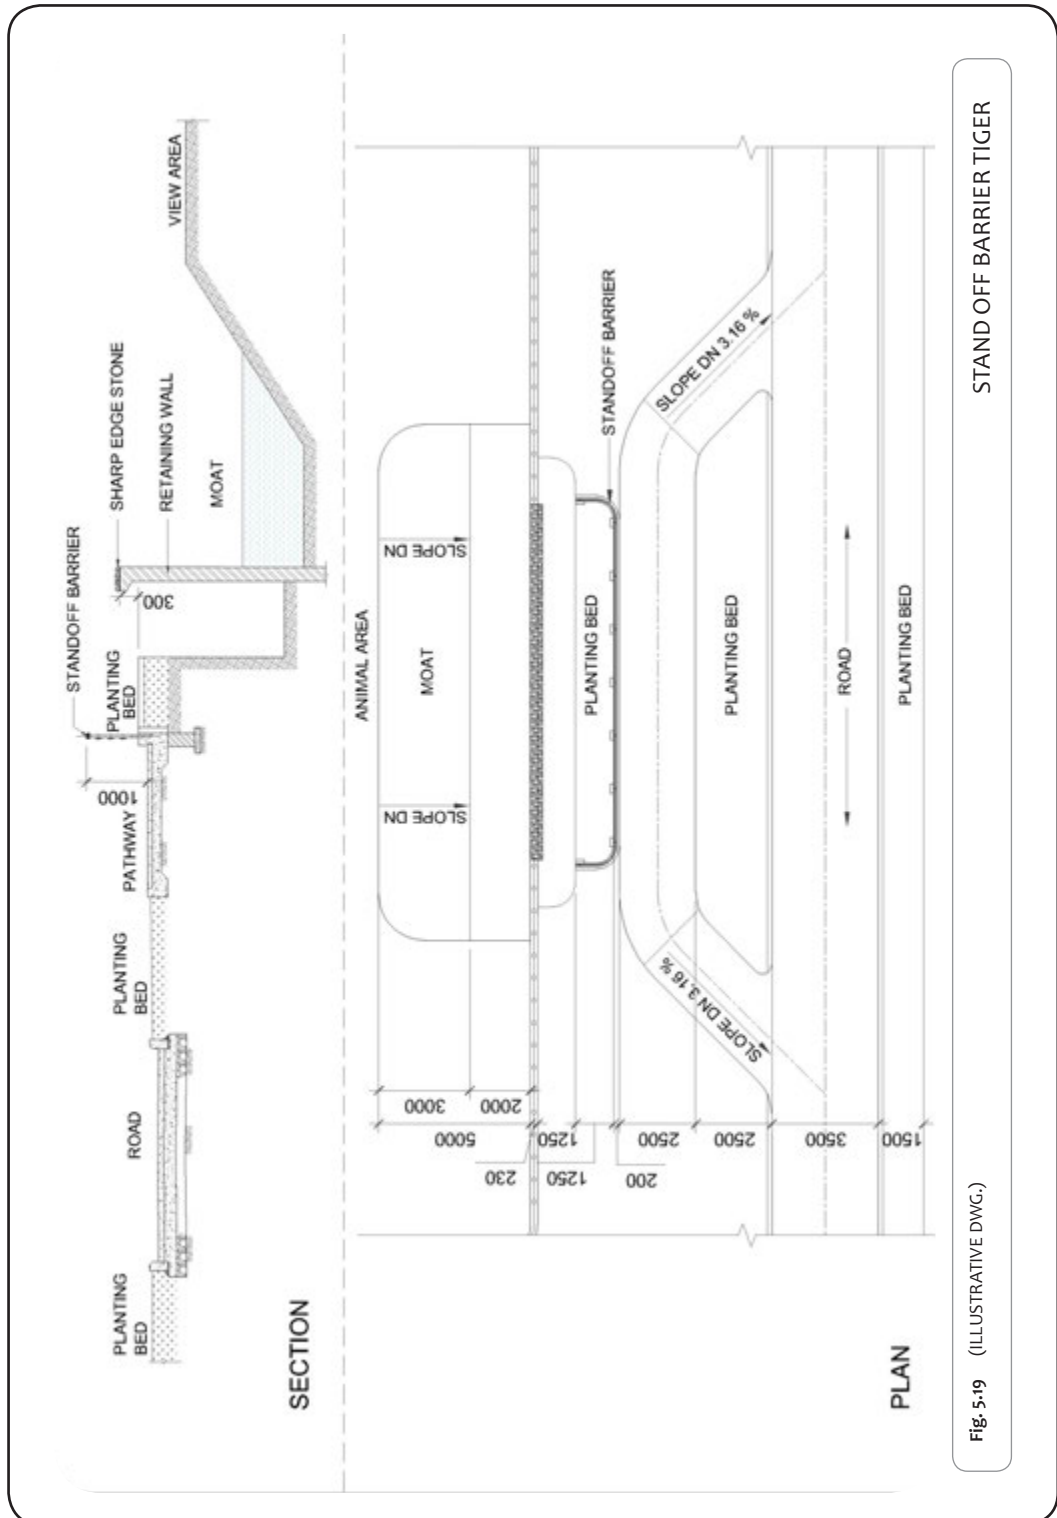 STANDOFF BARRIER
SHARP EDGE STONE
RETAINING WALL
MOAT
VIEW AREA
300
1000
PLANTING
BED
PATHWAY
PLANTING
BED
ROAD
PLANTING
BED
SECTION
ANIMAL AREA
MOAT
SLOPE DN
SLOPE DN
PLANTING BED
STANDOFF BARRIER
SLOPE DN 3.16 %
SLOPE DN 3.16 %
PLANTING BED
ROAD
PLANTING BED
3000
2000
5000
1250
2500
2500
3500
1500
230
1250
200
PLAN
Fig. 5.19 (ILLUSTRATIVE DWG.)
STAND OFF BARRIER TIGER